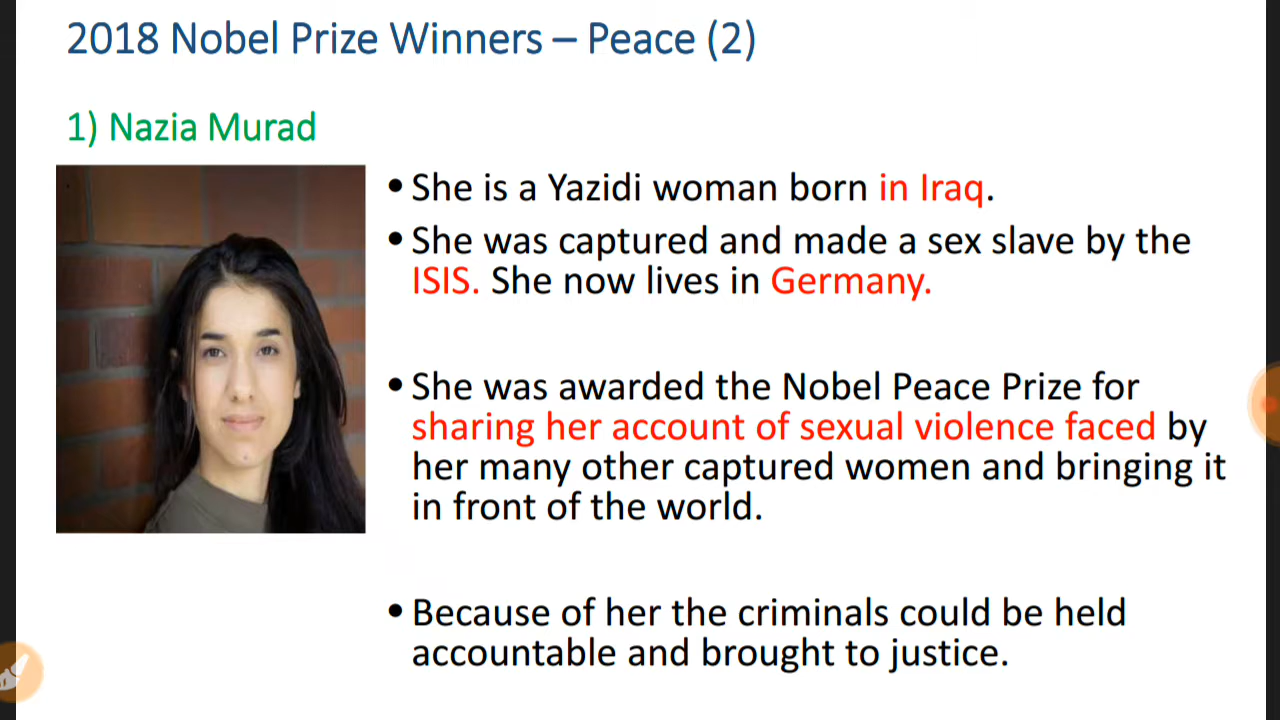 2018 Nobel Prize Winners – Peace (2)
1) Nazia Murad
• She is a Yazidi woman born in Iraq.
• She was captured and made a sex slave by the
ISIS. She now lives in Germany.
• She was awarded the Nobel Peace Prize for
sharing her account of sexual violence faced by
her many other captured women and bringing it
in front of the world.
• Because of her the criminals could be held
accountable and brought to justice.